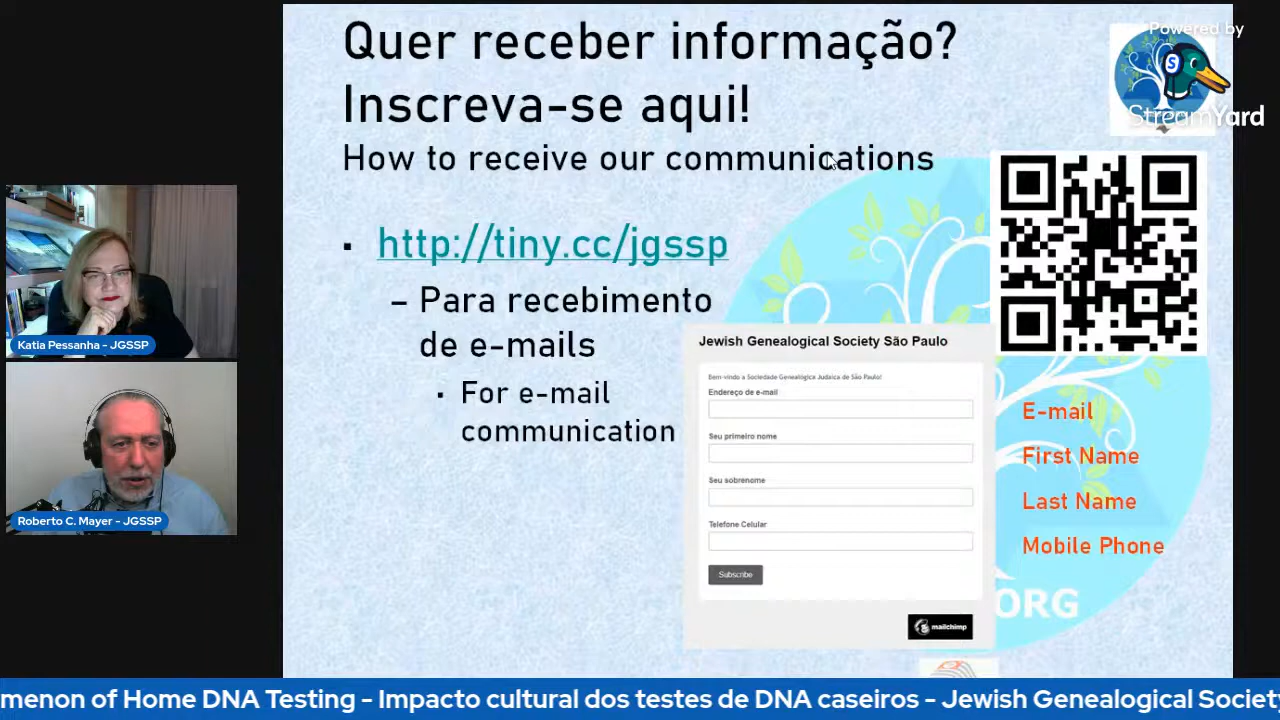 Quer receber informação?
Inscreva-se aqui!
How to receive our communications
http://tiny.cc/jgssp
– Para recebimento
de e-mails
For e-mail
communication
Powered by
StreamYard
Jewish Genealogical Society São Paulo
Bem-vindo a Sociedade Genealógica Judaica de São Paulo!
Endereço de e-mail
Seu primeiro nome
Seu sobrenome
Telefone Celular
Subscribe
mailchimp
E-mail
First Name
Last Name
Mobile Phone
ORG
Katia Pessanha - JGSSP
Roberto C. Mayer - JGSSP
menon of Home DNA Testing - Impacto cultural dos testes de DNA caseiros - Jewish Genealogical Society